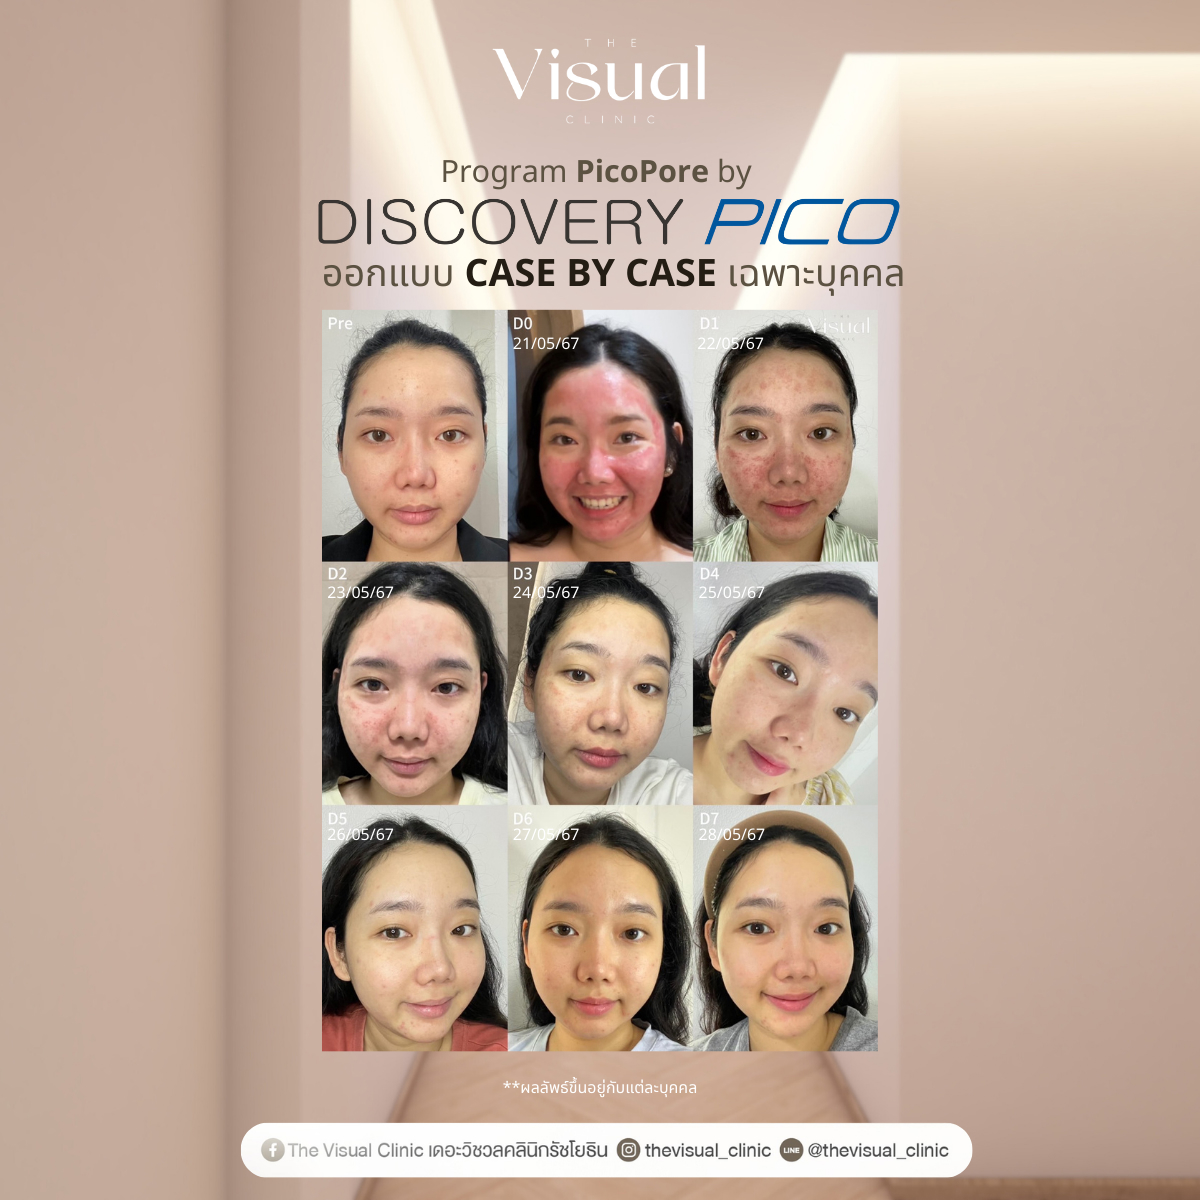 THE
Visual
CLINIC
Program PicoPore by
DISCOVERY PICO
ออกแบบ CASE BY CASE เฉพาะบุคคล
Pre
D0
21/05/67
D1
Visual
22/05/67
D2
23/05/67
D3
24/05/67
D4
25/05/67
D5
26/05/67
D6
27/05/67
D7
28/05/67
**ผลลัพธ์ขึ้นอยู่กับแต่ละบุคคล
The Visual Clinic เดอะวิชวลคลินิกรัชโยธิน thevisual_clinic LINE @thevisual_clinic